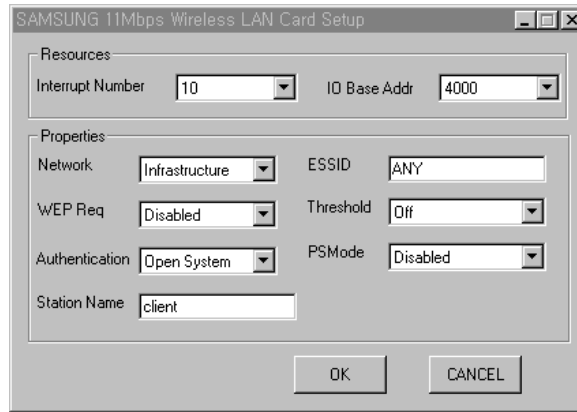 SAMSUNG 11Mbps Wireless LAN Card Setup
Resources
Interrupt Number 10 IO Base Addr 4000
Properties
Network Infrastructure ESSID ANY
WEP Req Disabled Threshold Off
Authentication Open System PSMode Disabled
Station Name client
OK CANCEL